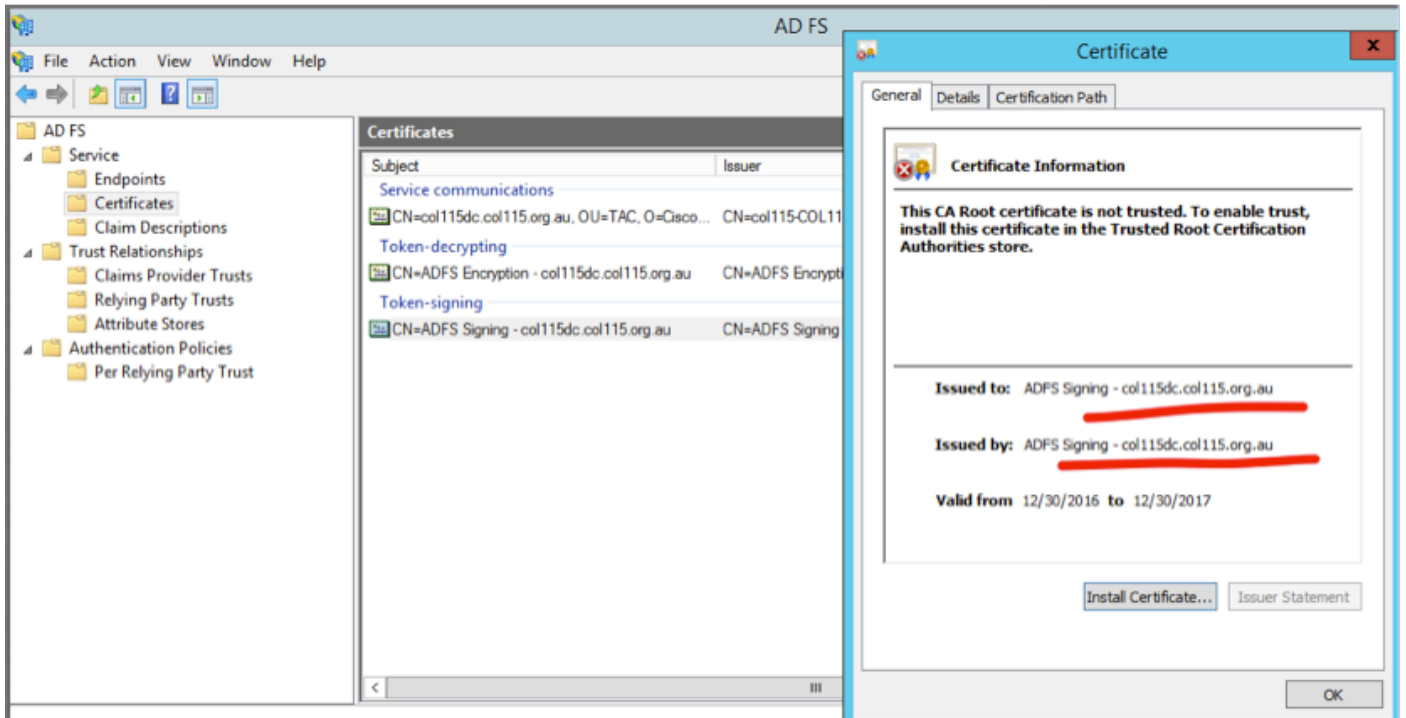 AD FS
File Action View Window Help
AD FS
Service
Endpoints
Certificates
Claim Descriptions
Trust Relationships
Claims Provider Trusts
Relying Party Trusts
Attribute Stores
Authentication Policies
Per Relying Party Trust
Certificates
Subject Issuer
Service communications
CN=col115dc.col115.org.au, OU=TAC, O=Cisco... CN=col115-COL11
Token-decrypting
CN=ADFS Encryption - col115dc.col115.org.au CN=ADFS Encrypti
Token-signing
CN=ADFS Signing - col115dc.col115.org.au CN=ADFS Signing
Certificate
General Details Certification Path
Certificate Information
This CA Root certificate is not trusted. To enable trust,
install this certificate in the Trusted Root Certification
Authorities store.
Issued to: ADFS Signing - col115dc.col115.org.au
Issued by: ADFS Signing - col115dc.col115.org.au
Valid from 12/30/2016 to 12/30/2017
Install Certificate... Issuer Statement
OK